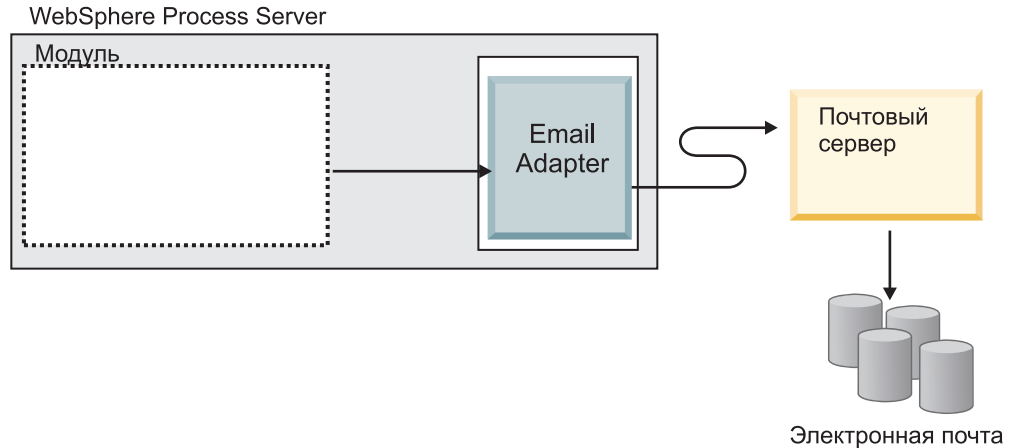 WebSphere Process Server
Модуль
Email
Adapter
Почтовый
сервер
Электронная почта